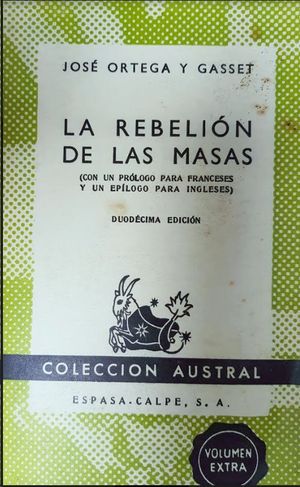 JOSÉ ORTEGA Y GASSET
LA REBELIÓN
DE LAS MASAS
(CON UN PRÓLOGO PARA FRANCESES
Y UN EPÍLOGO PARA INGLESES)
DUODÉCIMA EDICIÓN
COLECCION AUSTRAL
ESPASA-CALPE, S. A.
VOLUMEN
EXTRA